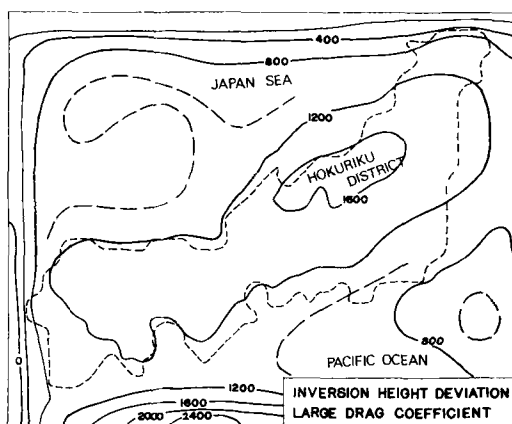 400
800
JAPAN SEA
1200
HOKURIKU
DISTRICT
1600
0
800
PACIFIC OCEAN
1200
1600
2000 2400
INVERSION HEIGHT DEVIATION
LARGE DRAG COEFFICIENT